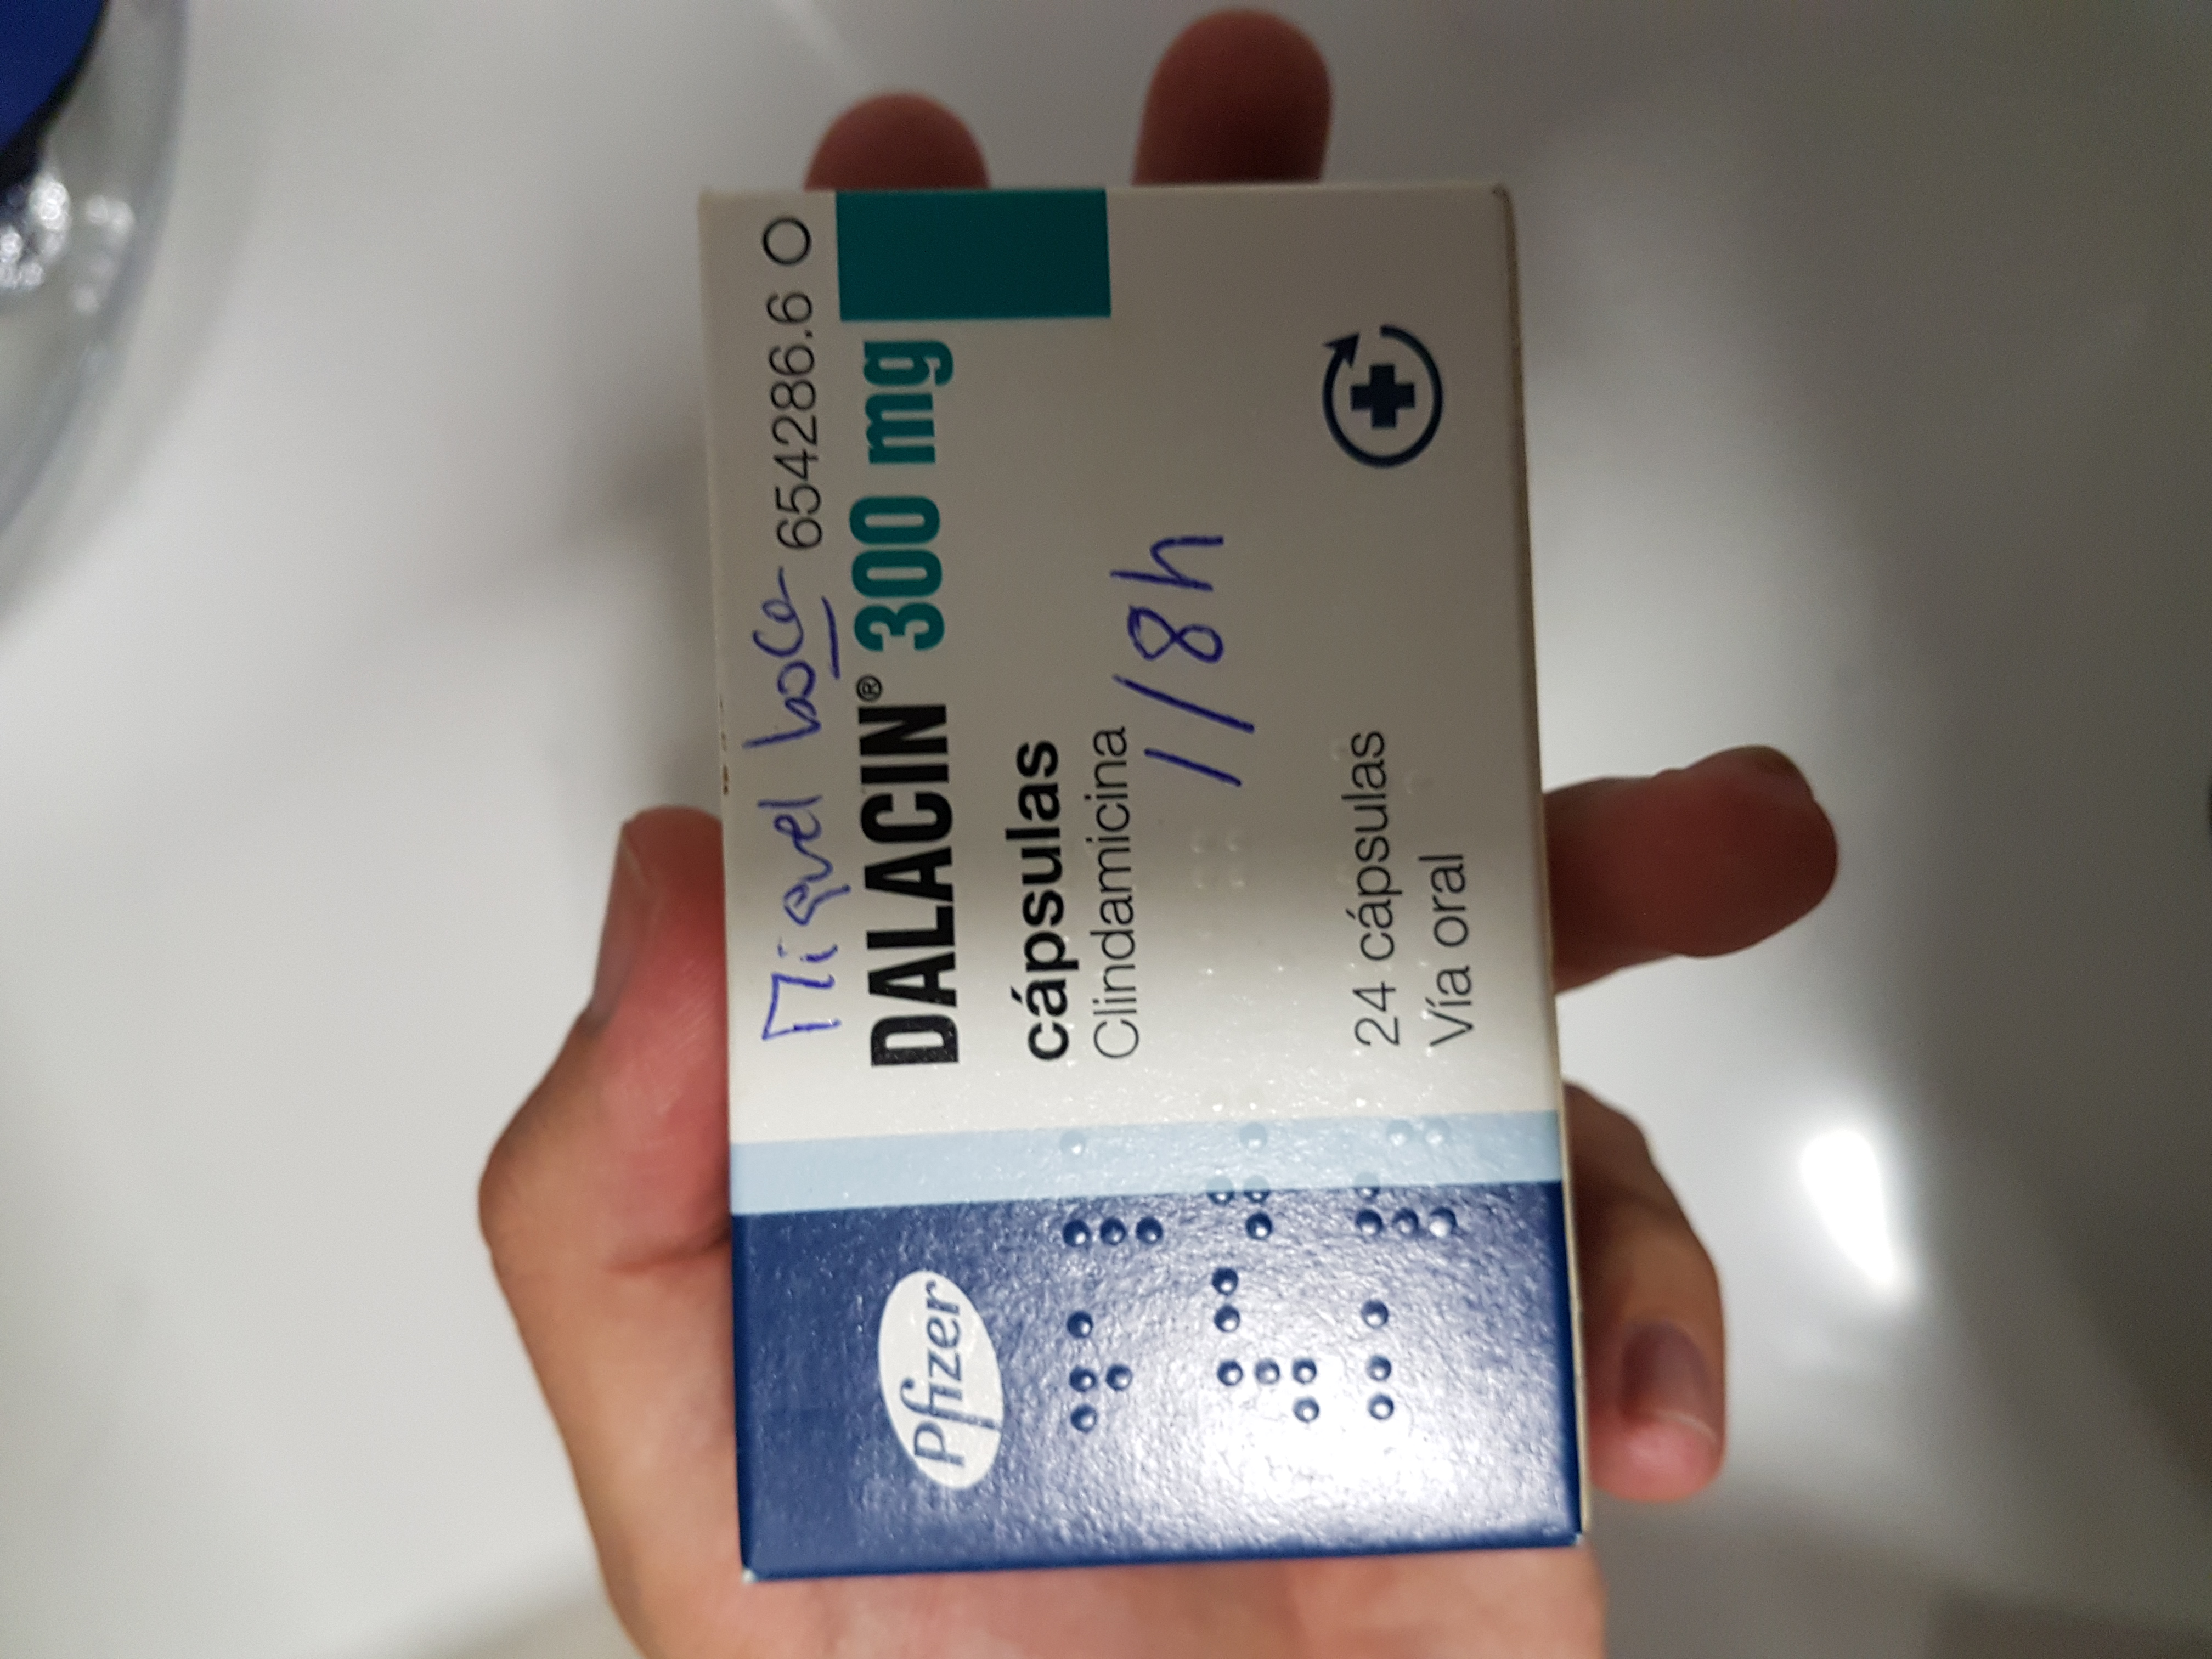 Pfizer
Miquel boca 654286.6 O
DALACIN® 300 mg
cápsulas
Clindamicina
1/8h
24 cápsulas
Vía oral